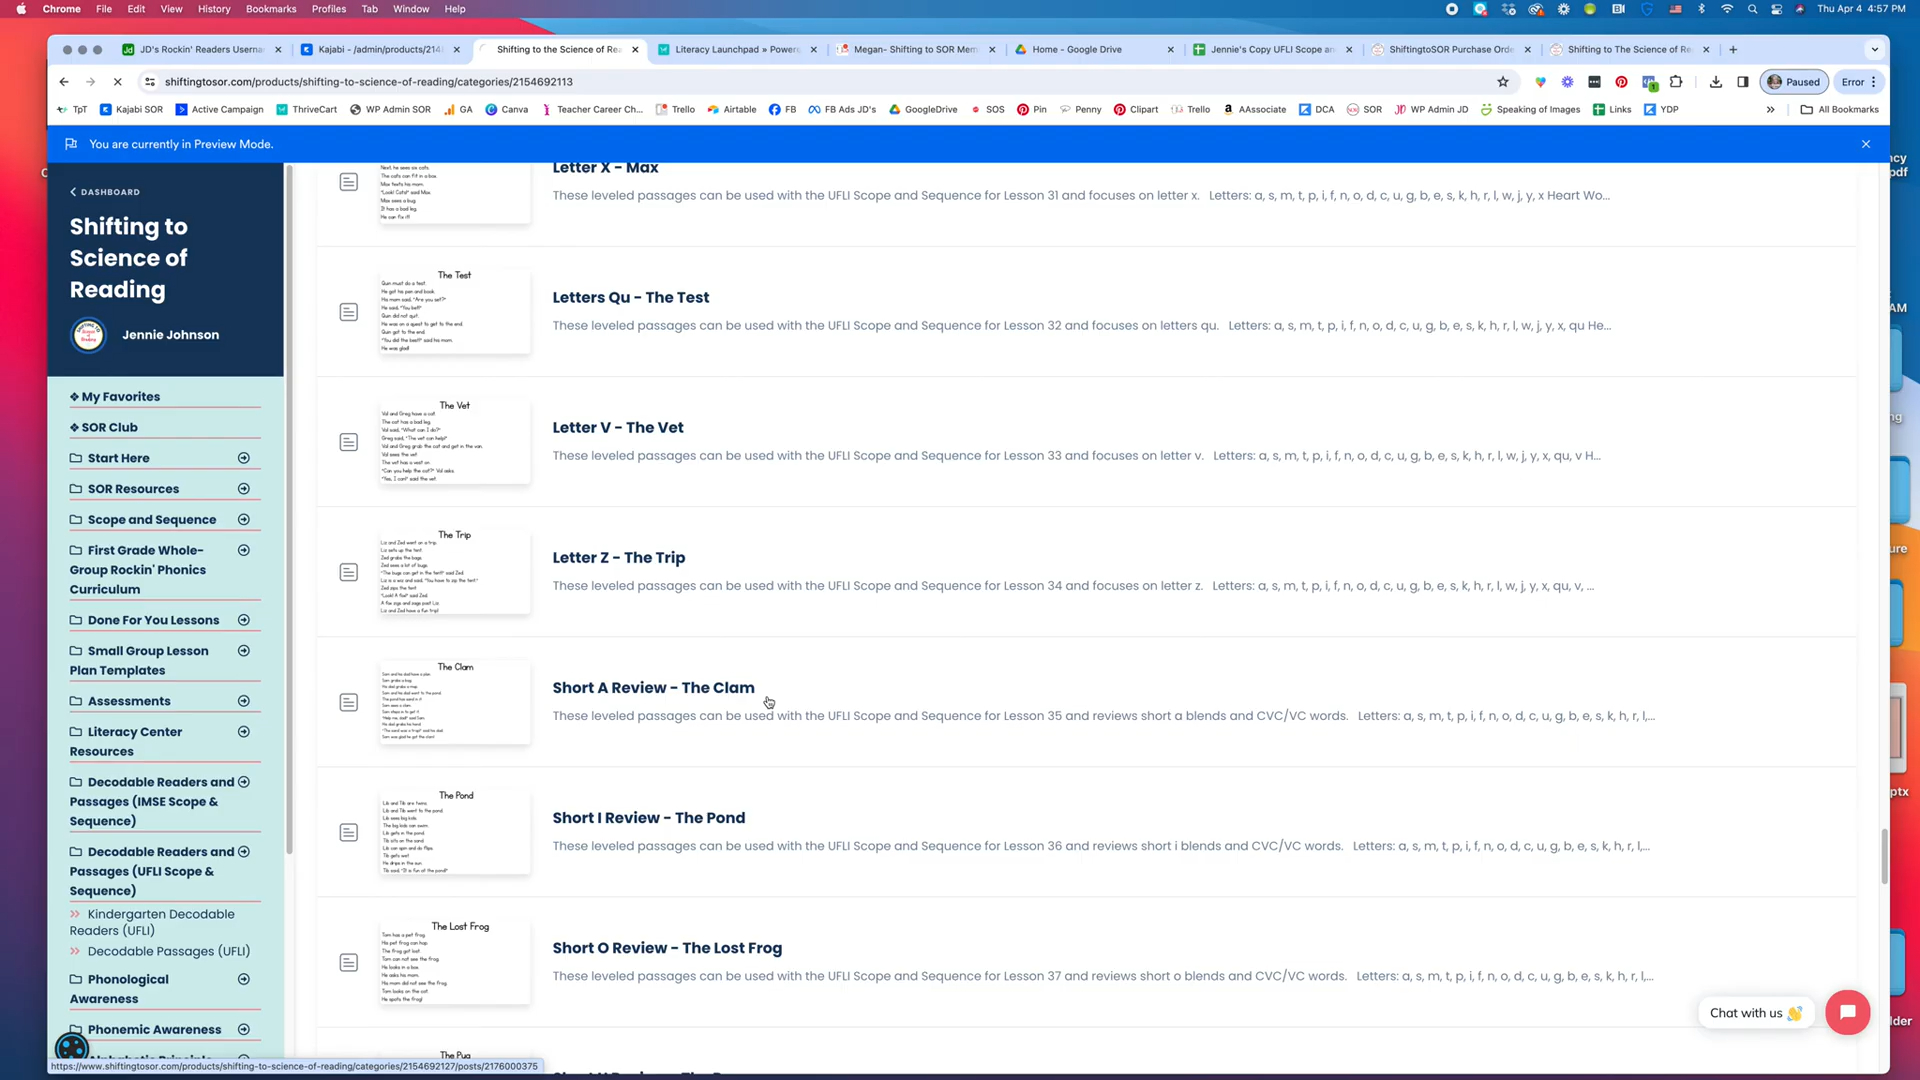 Chrome File Edit View History Bookmarks Profiles Tab Window Help
Thu Apr 4 4:57 PM
JD's Rockin' Readers Userna
Kajabi - /admin/products/214
Shifting to the Science of Rea
Literacy Launchpad » Power
Megan- Shifting to SOR Mem
Home - Google Drive
Jennie's Copy UFLI Scope an
ShiftingtoSOR Purchase Orde
Shifting to The Science of Re
shiftingtosor.com/products/shifting-to-science-of-reading/categories/2154692113
Paused
Error
TpT Kajabi SOR Active Campaign ThriveCart WP Admin SOR GA Canva Teacher Career Ch... Trello Airtable FB FB Ads JD's GoogleDrive SOS Pin Penny Clipart Trello AAssociate DCA SOR WP Admin JD Speaking of Images Links YDP
All Bookmarks
You are currently in Preview Mode.
DASHBOARD
Shifting to
Science of
Reading
Jennie Johnson
❖ My Favorites
❖ SOR Club
Start Here
SOR Resources
Scope and Sequence
First Grade Whole-
Group Rockin' Phonics
Curriculum
Done For You Lessons
Small Group Lesson
Plan Templates
Assessments
Literacy Center
Resources
Decodable Readers and
Passages (IMSE Scope &
Sequence)
Decodable Readers and
Passages (UFLI Scope &
Sequence)
Kindergarten Decodable
Readers (UFLI)
Decodable Passages (UFLI)
Phonological
Awareness
Phonemic Awareness
Letter X - Max
These leveled passages can be used with the UFLI Scope and Sequence for Lesson 31 and focuses on letter x. Letters: a, s, m, t, p, i, f, n, o, d, c, u, g, b, e, s, k, h, r, l, w, j, y, x Heart Wo...
The Test
Letters Qu - The Test
These leveled passages can be used with the UFLI Scope and Sequence for Lesson 32 and focuses on letters qu. Letters: a, s, m, t, p, i, f, n, o, d, c, u, g, b, e, s, k, h, r, l, w, j, y, x, qu He...
The Vet
Letter V - The Vet
These leveled passages can be used with the UFLI Scope and Sequence for Lesson 33 and focuses on letter v. Letters: a, s, m, t, p, i, f, n, o, d, c, u, g, b, e, s, k, h, r, l, w, j, y, x, qu, v H...
The Trip
Letter Z - The Trip
These leveled passages can be used with the UFLI Scope and Sequence for Lesson 34 and focuses on letter z. Letters: a, s, m, t, p, i, f, n, o, d, c, u, g, b, e, s, k, h, r, l, w, j, y, x, qu, v, ...
The Clam
Short A Review - The Clam
These leveled passages can be used with the UFLI Scope and Sequence for Lesson 35 and reviews short a blends and CVC/VC words. Letters: a, s, m, t, p, i, f, n, o, d, c, u, g, b, e, s, k, h, r, l,...
The Pond
Short I Review - The Pond
These leveled passages can be used with the UFLI Scope and Sequence for Lesson 36 and reviews short i blends and CVC/VC words. Letters: a, s, m, t, p, i, f, n, o, d, c, u, g, b, e, s, k, h, r, l,...
The Lost Frog
Short O Review - The Lost Frog
These leveled passages can be used with the UFLI Scope and Sequence for Lesson 37 and reviews short o blends and CVC/VC words. Letters: a, s, m, t, p, i, f, n, o, d, c, u, g, b, e, s, k, h, r, l,...
The Pug
Chat with us
https://www.shiftingtosor.com/products/shifting-to-science-of-reading/categories/2154692127/posts/2176000375